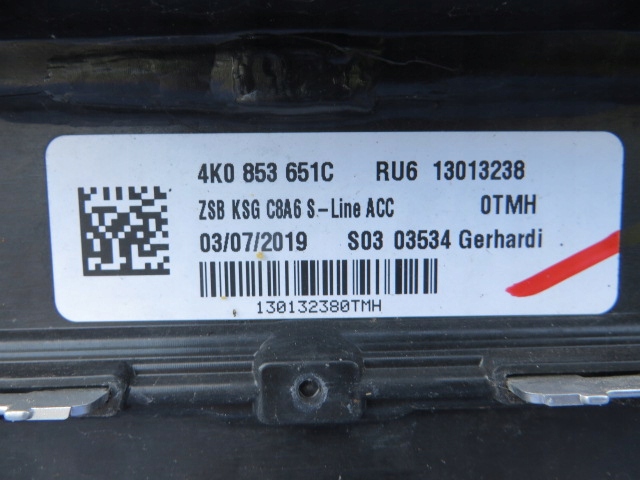 4K0 853 651C RU6 13013238
ZSB KSG C8A6 S.-Line ACC 0TMH
03/07/2019 S03 03534 Gerhardi
130132380TMH